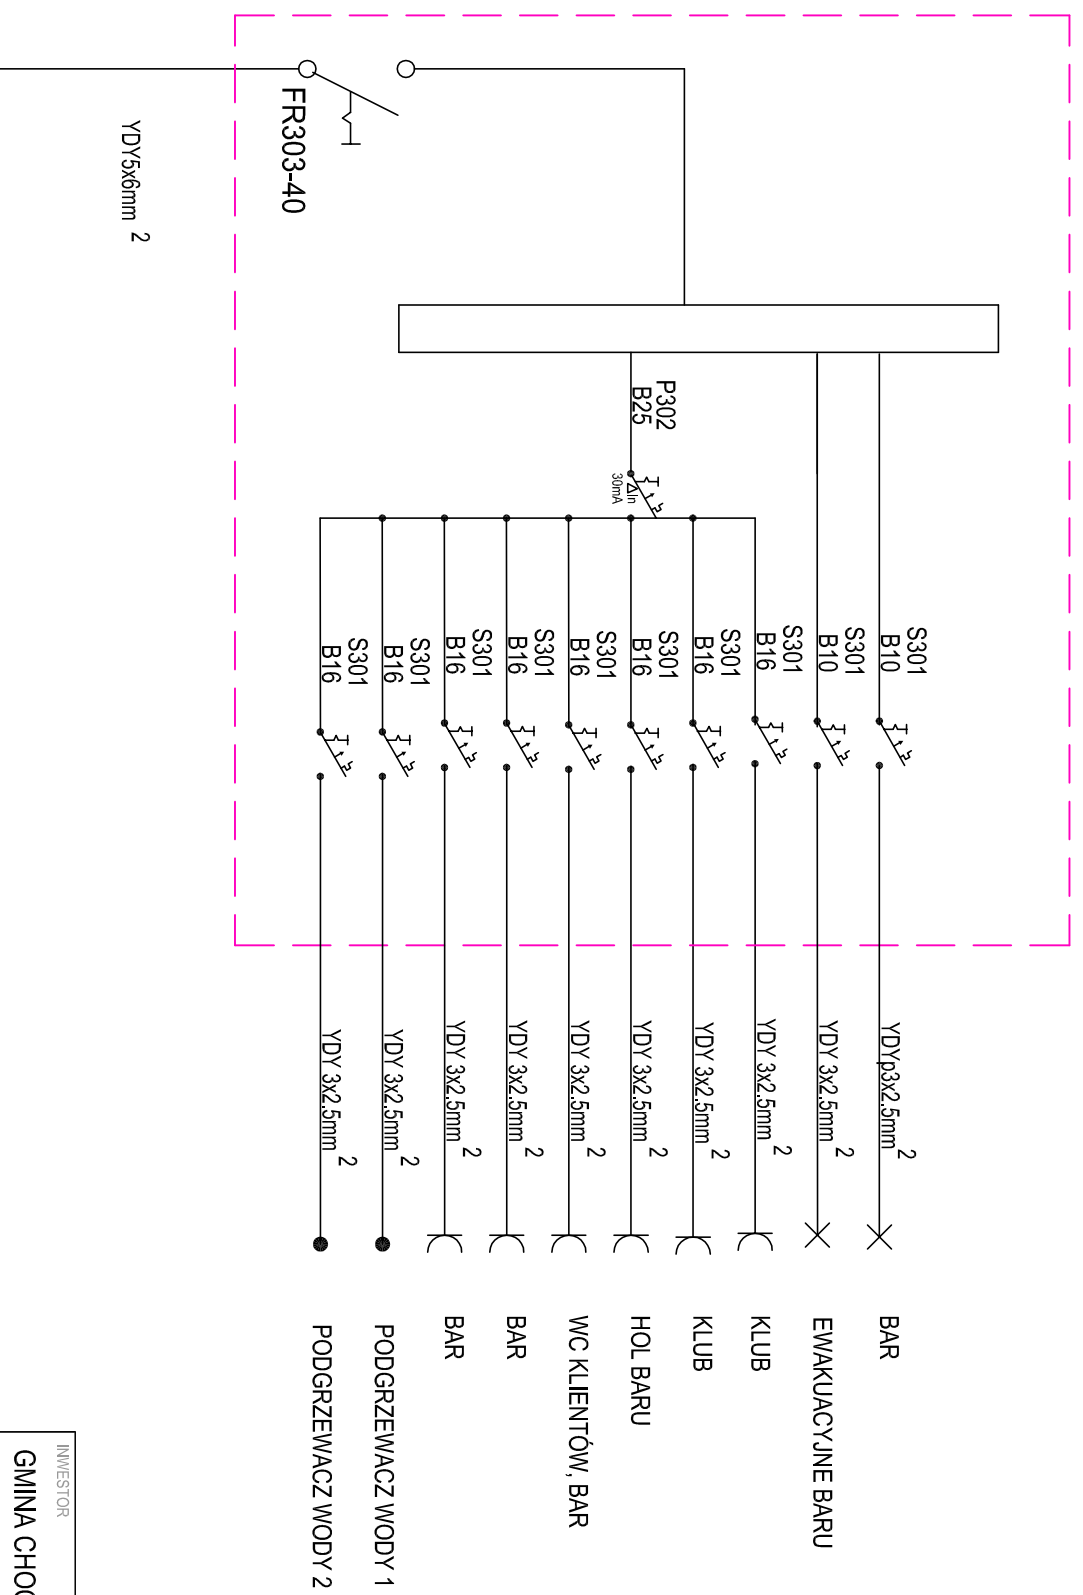 FR303-40
YDY5x6mm 2
P302
B25
ΔIn
30mA
S301
B10
S301
B10
S301
B16
S301
B16
S301
B16
S301
B16
S301
B16
S301
B16
S301
B16
S301
B16
YDYp3x2.5mm 2
YDY 3x2.5mm 2
YDY 3x2.5mm 2
YDY 3x2.5mm 2
YDY 3x2.5mm 2
YDY 3x2.5mm 2
YDY 3x2.5mm 2
YDY 3x2.5mm 2
YDY 3x2.5mm 2
YDY 3x2.5mm 2
BAR
EWAKUACYJNE BARU
KLUB
KLUB
HOL BARU
WC KLIENTÓW, BAR
BAR
BAR
PODGRZEWACZ WODY 1
PODGRZEWACZ WODY 2
INWESTOR
GMINA